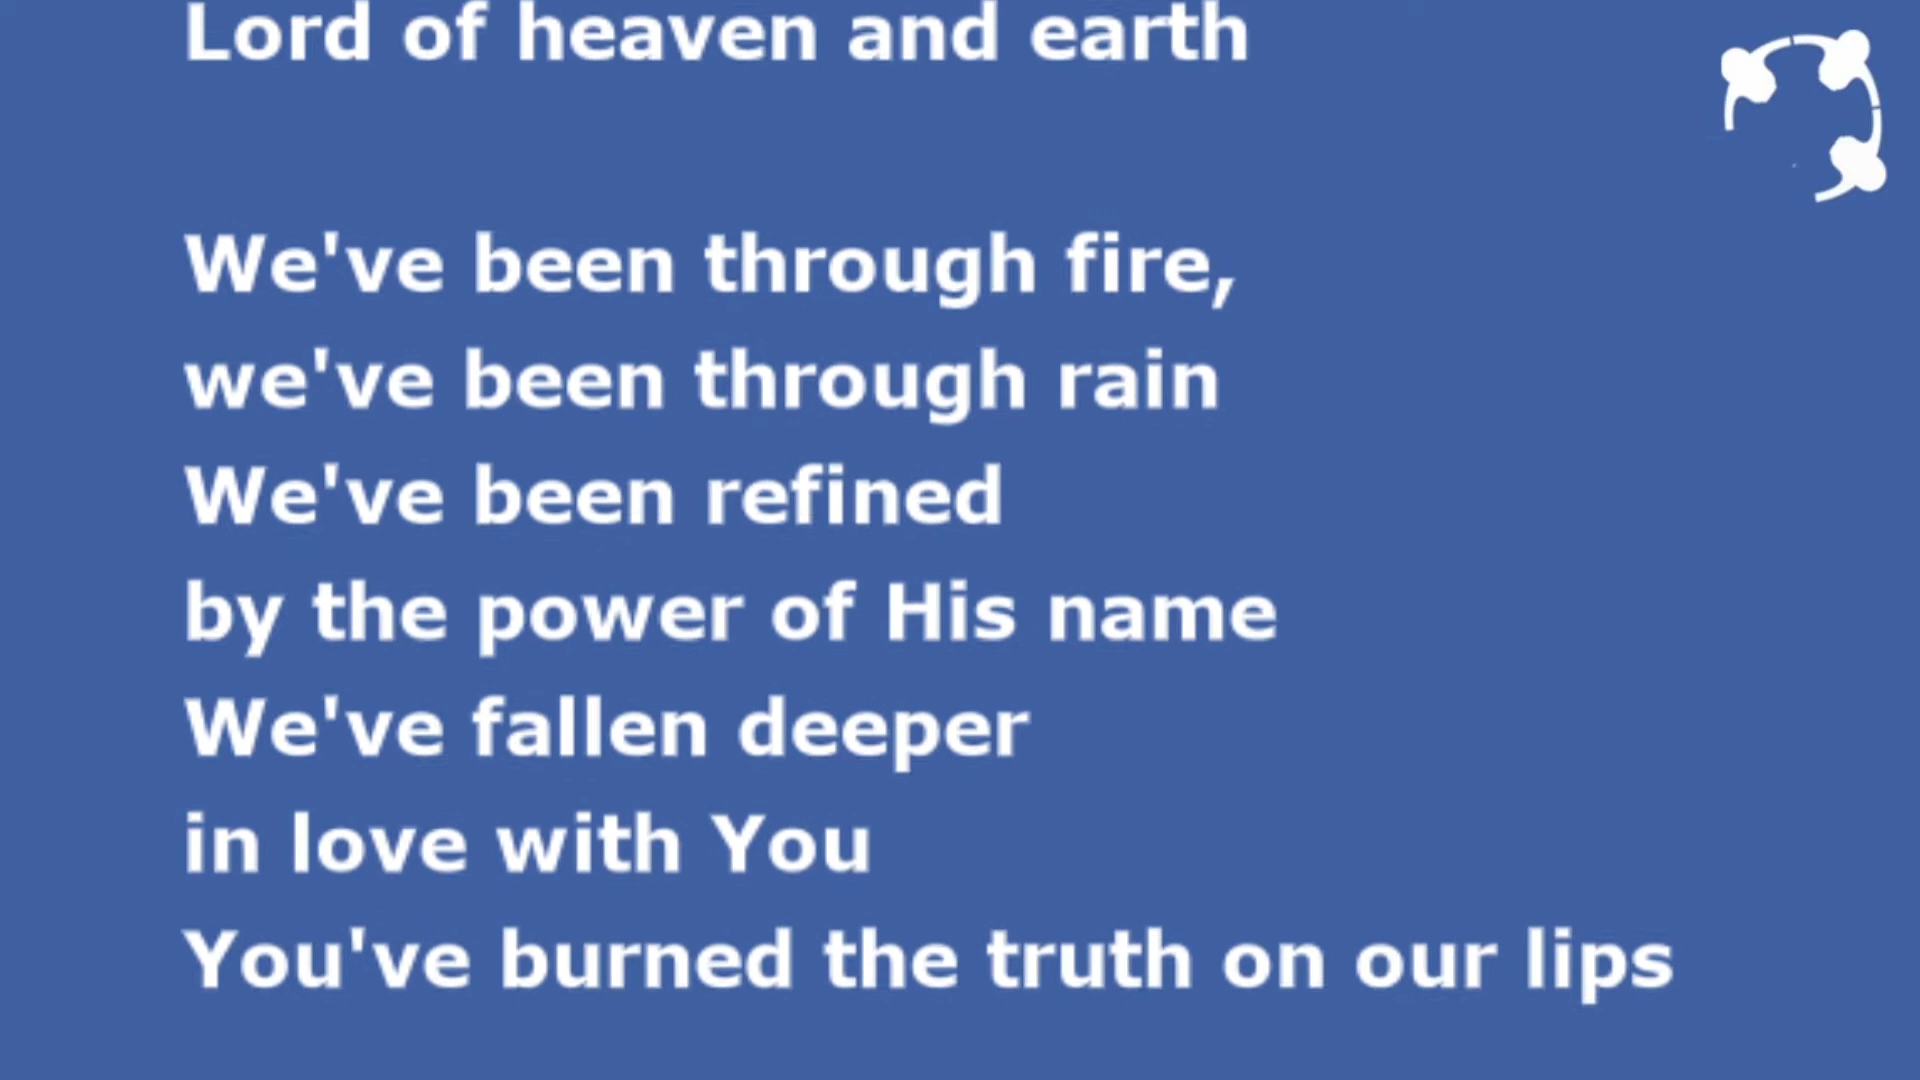 Lord of heaven and earth
We've been through fire,
we've been through rain
We've been refined
by the power of His name
We've fallen deeper
in love with You
You've burned the truth on our lips